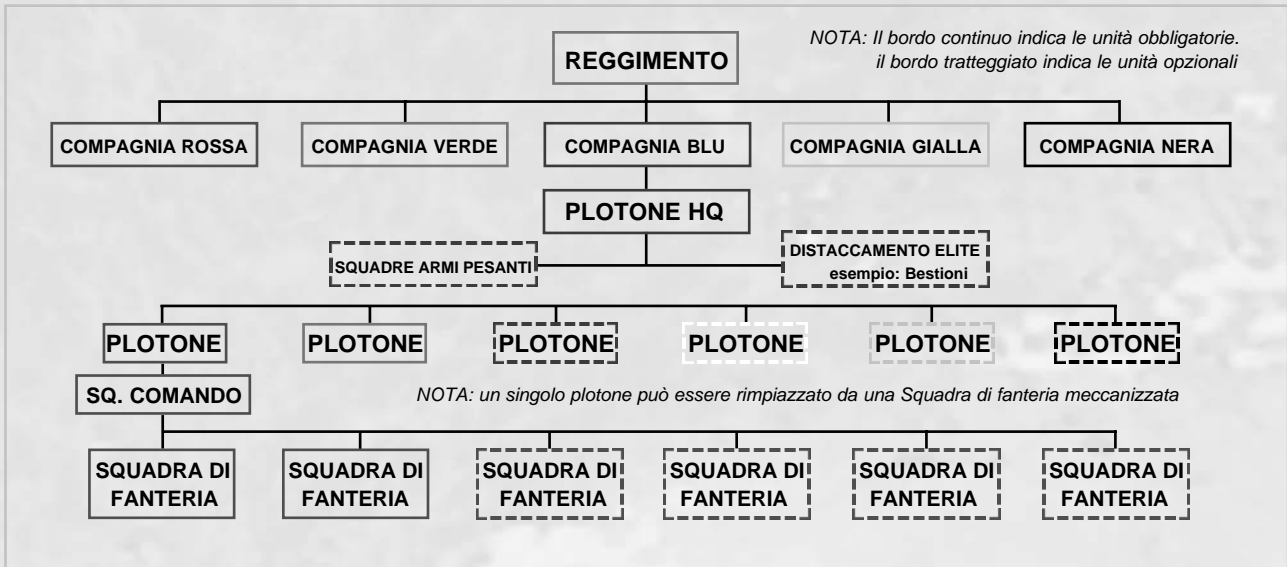 NOTA: Il bordo continuo indica le unità obbligatorie.
il bordo tratteggiato indica le unità opzionali
REGGIMENTO
COMPAGNIA ROSSA
COMPAGNIA VERDE
COMPAGNIA BLU
COMPAGNIA GIALLA
COMPAGNIA NERA
PLOTONE HQ
SQUADRE ARMI PESANTI
DISTACCAMENTO ELITE
esempio: Bestioni
PLOTONE
PLOTONE
PLOTONE
PLOTONE
PLOTONE
PLOTONE
SQ. COMANDO
NOTA: un singolo plotone può essere rimpiazzato da una Squadra di fanteria meccanizzata
SQUADRA DI
FANTERIA
SQUADRA DI
FANTERIA
SQUADRA DI
FANTERIA
SQUADRA DI
FANTERIA
SQUADRA DI
FANTERIA
SQUADRA DI
FANTERIA